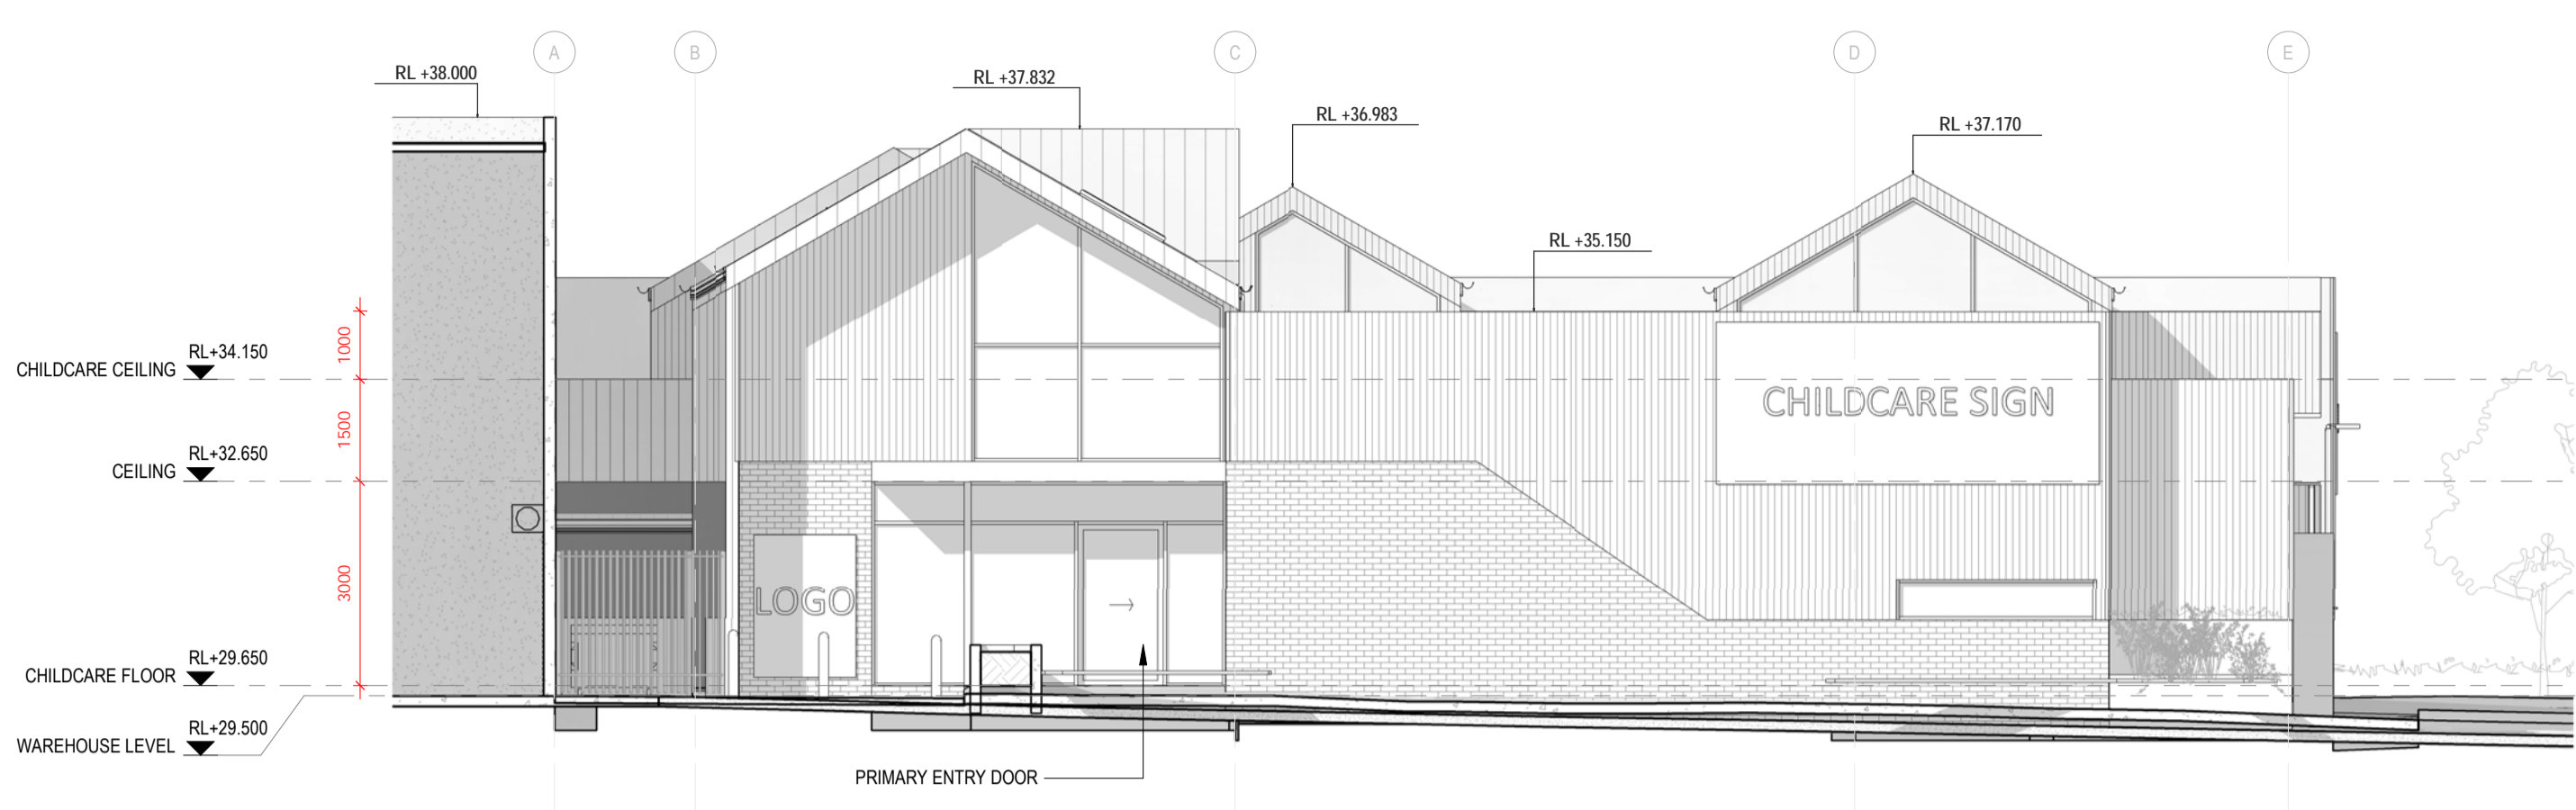 A
B
C
D
E
RL +38.000
RL +37.832
RL +36.983
RL +37.170
RL +35.150
1000
RL+34.150
CHILDCARE CEILING
1500
CHILDCARE SIGN
RL+32.650
CEILING
3000
LOGO
RL+29.650
CHILDCARE FLOOR
RL+29.500
WAREHOUSE LEVEL
PRIMARY ENTRY DOOR